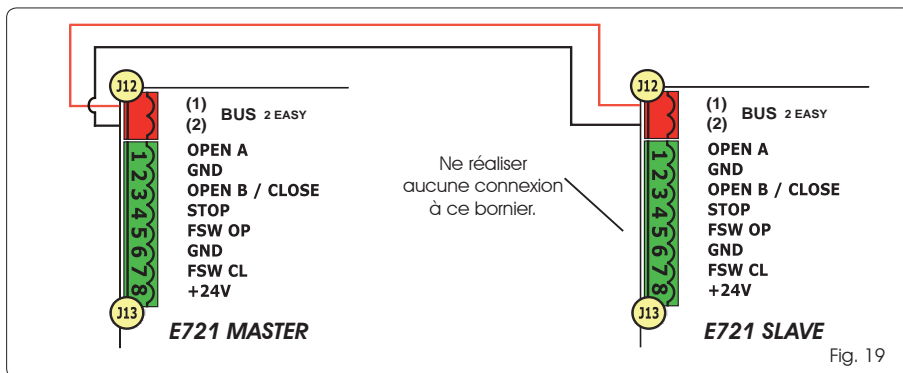 J12
(1)
(2)
BUS 2 EASY
1 OPEN A
2 GND
3 OPEN B / CLOSE
4 STOP
5 FSW OP
6 GND
7 FSW CL
8 +24V
J13
E721 MASTER
Ne réaliser
aucune connexion
à ce bornier.
J12
(1)
(2)
BUS 2 EASY
1 OPEN A
2 GND
3 OPEN B / CLOSE
4 STOP
5 FSW OP
6 GND
7 FSW CL
8 +24V
J13
E721 SLAVE
Fig. 19